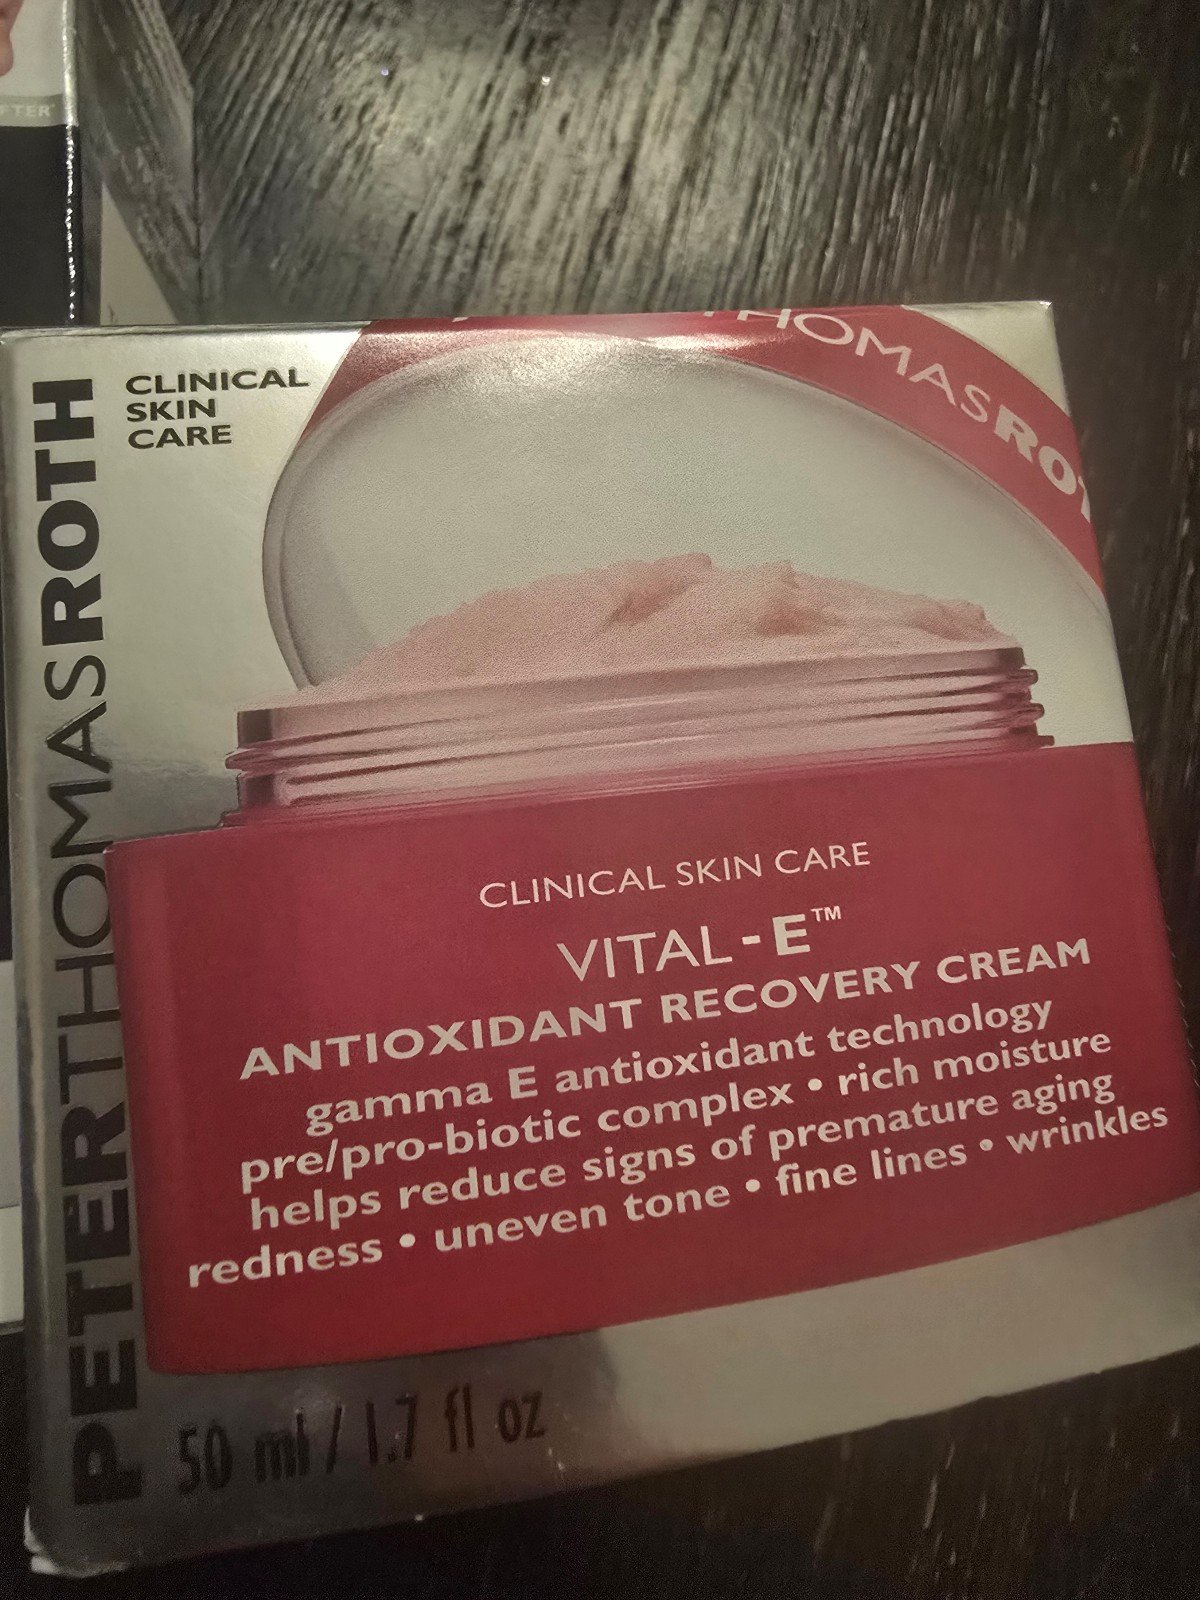 FTER
PETERTHOMASROTH
CLINICAL
SKIN
CARE
THOMASROT
CLINICAL SKIN CARE
VITAL-E™
ANTIOXIDANT RECOVERY CREAM
gamma E antioxidant technology
pre/pro-biotic complex • rich moisture
helps reduce signs of premature aging
redness • uneven tone • fine lines • wrinkles
50 ml / 1.7 fl oz